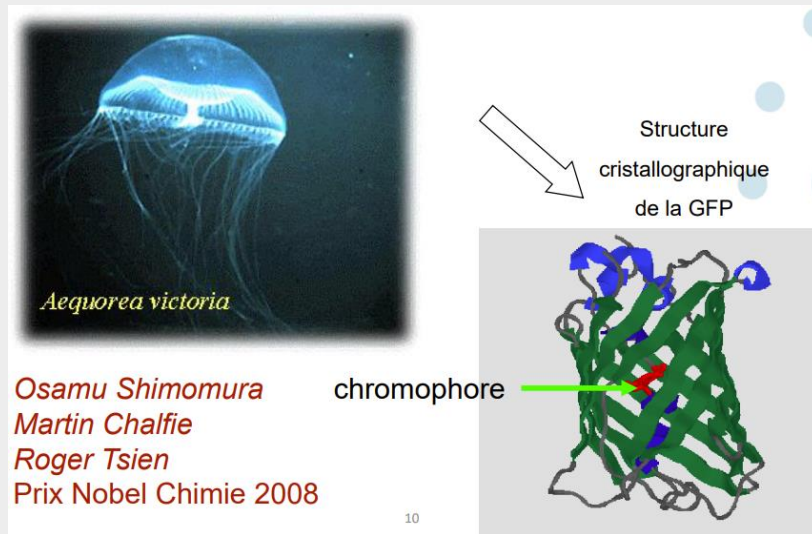 Aequorea victoria
Structure
cristallographique
de la GFP
chromophore
Osamu Shimomura
Martin Chalfie
Roger Tsien
Prix Nobel Chimie 2008
10